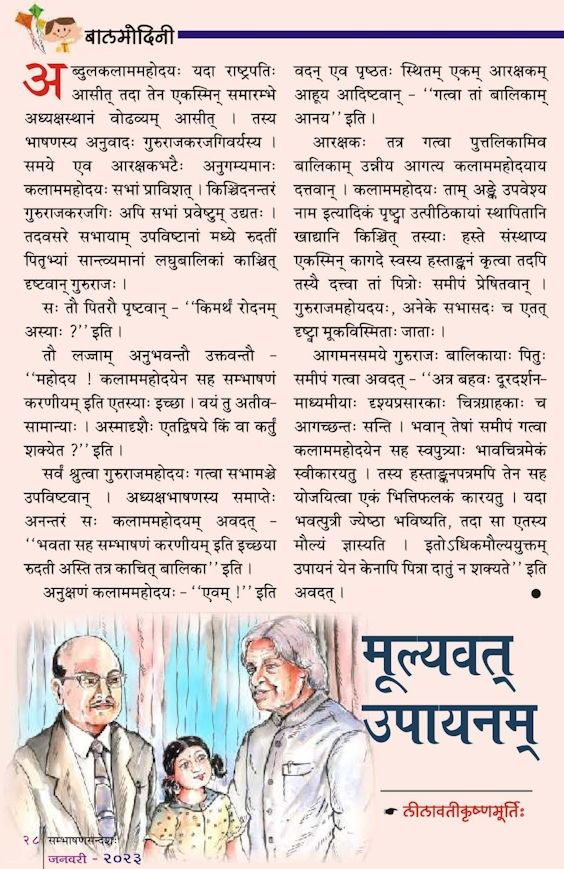 बालमोदिनी
अब्दुलकलाममहोदयः यदा राष्ट्रपतिः
आसीत् तदा तेन एकस्मिन् समारम्भे
अध्यक्षस्थानं वोढव्यम् आसीत् । तस्य
भाषणस्य अनुवादः गुरुराजकरजगिवर्यस्य ।
समये एव आरक्षकभटैः अनुगम्यमानः
कलाममहोदयः सभां प्राविशत् । किञ्चिदनन्तरं
गुरुराजकरजगिः अपि सभां प्रवेष्टुम् उद्यतः ।
तदवसरे सभायाम् उपविष्टानां मध्ये रुदतीं
पितृभ्यां सान्त्व्यमानां लघुबालिकां काञ्चित्
दृष्टवान् गुरुराजः ।
सः तौ पितरौ पृष्टवान् – ‘‘किमर्थं रोदनम्
अस्याः ?’’ इति ।
तौ लज्जाम् अनुभवन्तौ उक्तवन्तौ –
‘‘महोदय ! कलाममहोदयेन सह सम्भाषणं
करणीयम् इति एतस्याः इच्छा । वयं तु अतीव-
सामान्याः । अस्मादृशैः एतद्विषये किं वा कर्तुं
शक्येत ?’’ इति ।
सर्वं श्रुत्वा गुरुराजमहोदयः गत्वा सभामञ्चे
उपविष्टवान् । अध्यक्षभाषणस्य समाप्तेः
अनन्तरं सः कलाममहोदयम् अवदत् –
‘‘भवता सह सम्भाषणं करणीयम् इति इच्छया
रुदती अस्ति तत्र काचित् बालिका’’ इति ।
अनुक्षणं कलाममहोदयः – ‘‘एवम् !’’ इति
वदन् एव पृष्ठतः स्थितम् एकम् आरक्षकम्
आहूय आदिष्टवान् – ‘‘गत्वा तां बालिकाम्
आनय’’ इति ।
आरक्षकः तत्र गत्वा पुत्तलिकामिव
बालिकाम् उन्नीय आगत्य कलाममहोदयाय
दत्तवान् । कलाममहोदयः ताम् अङ्के उपवेश्य
नाम इत्यादिकं पृष्ट्वा उत्पीठिकायां स्थापितानि
खाद्यानि किञ्चित् तस्याः हस्ते संस्थाप्य
एकस्मिन् कागदे स्वस्य हस्ताङ्कनं कृत्वा तदपि
तस्यै दत्त्वा तां पित्रोः समीपं प्रेषितवान् ।
गुरुराजमहोयदयः, अनेके सभासदः च एतत्
दृष्ट्वा मूकविस्मिताः जाताः ।
आगमनसमये गुरुराजः बालिकायाः पितुः
समीपं गत्वा अवदत् – ‘‘अत्र बहवः दूरदर्शन-
माध्यमीयाः दृश्यप्रसारकाः चित्रग्राहकाः च
आगच्छन्तः सन्ति । भवान् तेषां समीपं गत्वा
कलाममहोदयेन सह स्वपुत्र्याः भावचित्रमेकं
स्वीकारयतु । तस्य हस्ताङ्कनपत्रमपि तेन सह
योजयित्वा एकं भित्तिफलकं कारयतु । यदा
भवत्पुत्री ज्येष्ठा भविष्यति, तदा सा एतस्य
मौल्यं ज्ञास्यति । इतोऽधिकमौल्ययुक्तम्
उपायनं येन केनापि पित्रा दातुं न शक्यते’’ इति
अवदत् ।
मूल्यवत्
उपायनम्
लीलावतीकृष्णमूर्तिः
२८ सम्भाषणसन्देशः
जनवरी - २०२३